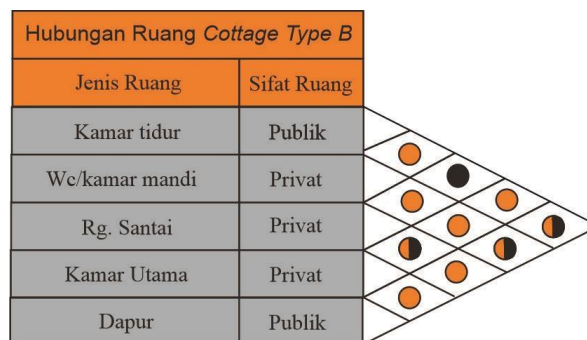 Hubungan Ruang Cottage Type B
Jenis Ruang Sifat Ruang
Kamar tidur Publik
Wc/kamar mandi Privat
Rg. Santai Privat
Kamar Utama Privat
Dapur Publik